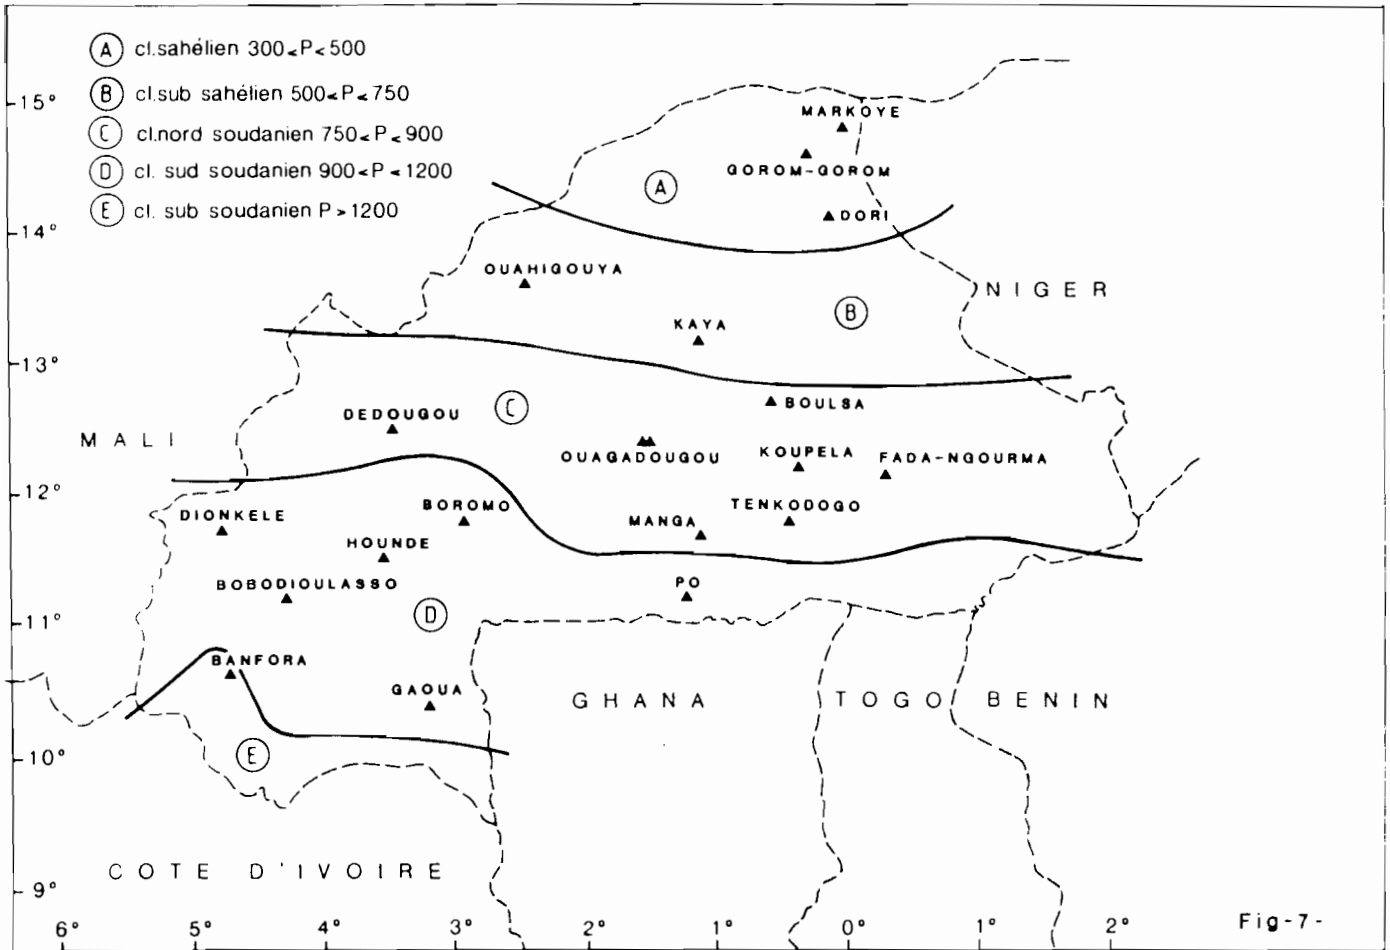 A cl.sahélien 300<P<500
B cl.sub sahélien 500<P<750
C cl.nord soudanien 750<P<900
D cl. sud soudanien 900<P<1200
E cl. sub soudanien P>1200
15°
MARKOYE
GOROM-GOROM
A
DORI
14°
OUAHIGOUYA
NIGER
B
KAYA
13°
BOULSA
C
DEDOUGOU
MALI
OUAGADOUGOU
KOUPELA
FADA-NGOURMA
12°
BOROMO
TENKODOGO
DIONKELE
MANGA
HOUNDE
BOBODIOULASSO
PO
D
11°
BANFORA
GAOUA
GHANA
TOGO
BENIN
E
10°
COTE D'IVOIRE
9°
6° 5° 4° 3° 2° 1° 0° 1° 2°
Fig-7-